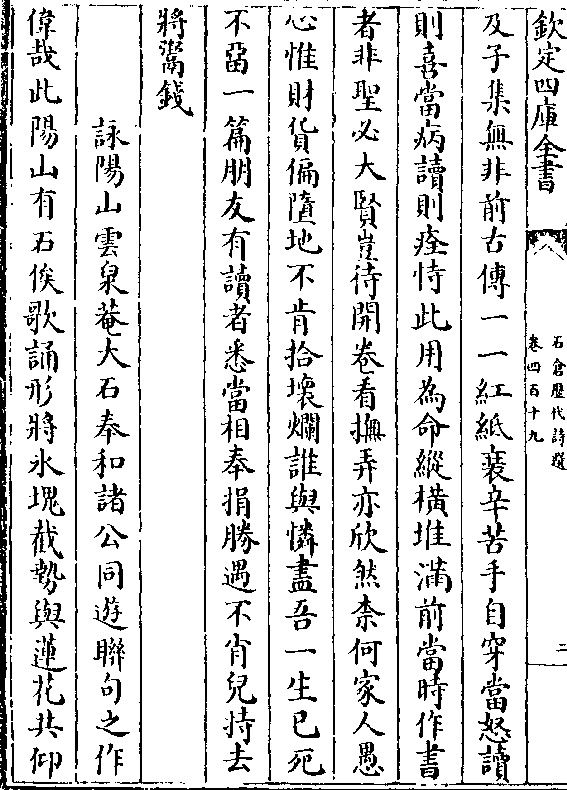 欽定四庫全書
石倉歷代詩選
卷四百十九
二
及子集無非前古傳一一紅紙裹辛苦手自穿當怒讀
則喜當病讀則痊恃此用為命縱橫堆滿前當時作書
者非聖必大賢豈待開卷看撫弄亦欣然柰何家人愚
心惟財貨偏墮地不肯拾壞爛誰與憐盡吾一生已死
不留一篇朋友有讀者悉當相奉捐勝遇不肖兒持去
將鬻錢
詠陽山雲泉菴大石奉和諸公同遊聯句之作
偉哉此陽山有石俟歌誦形將氷塊截勢與蓮花共仰